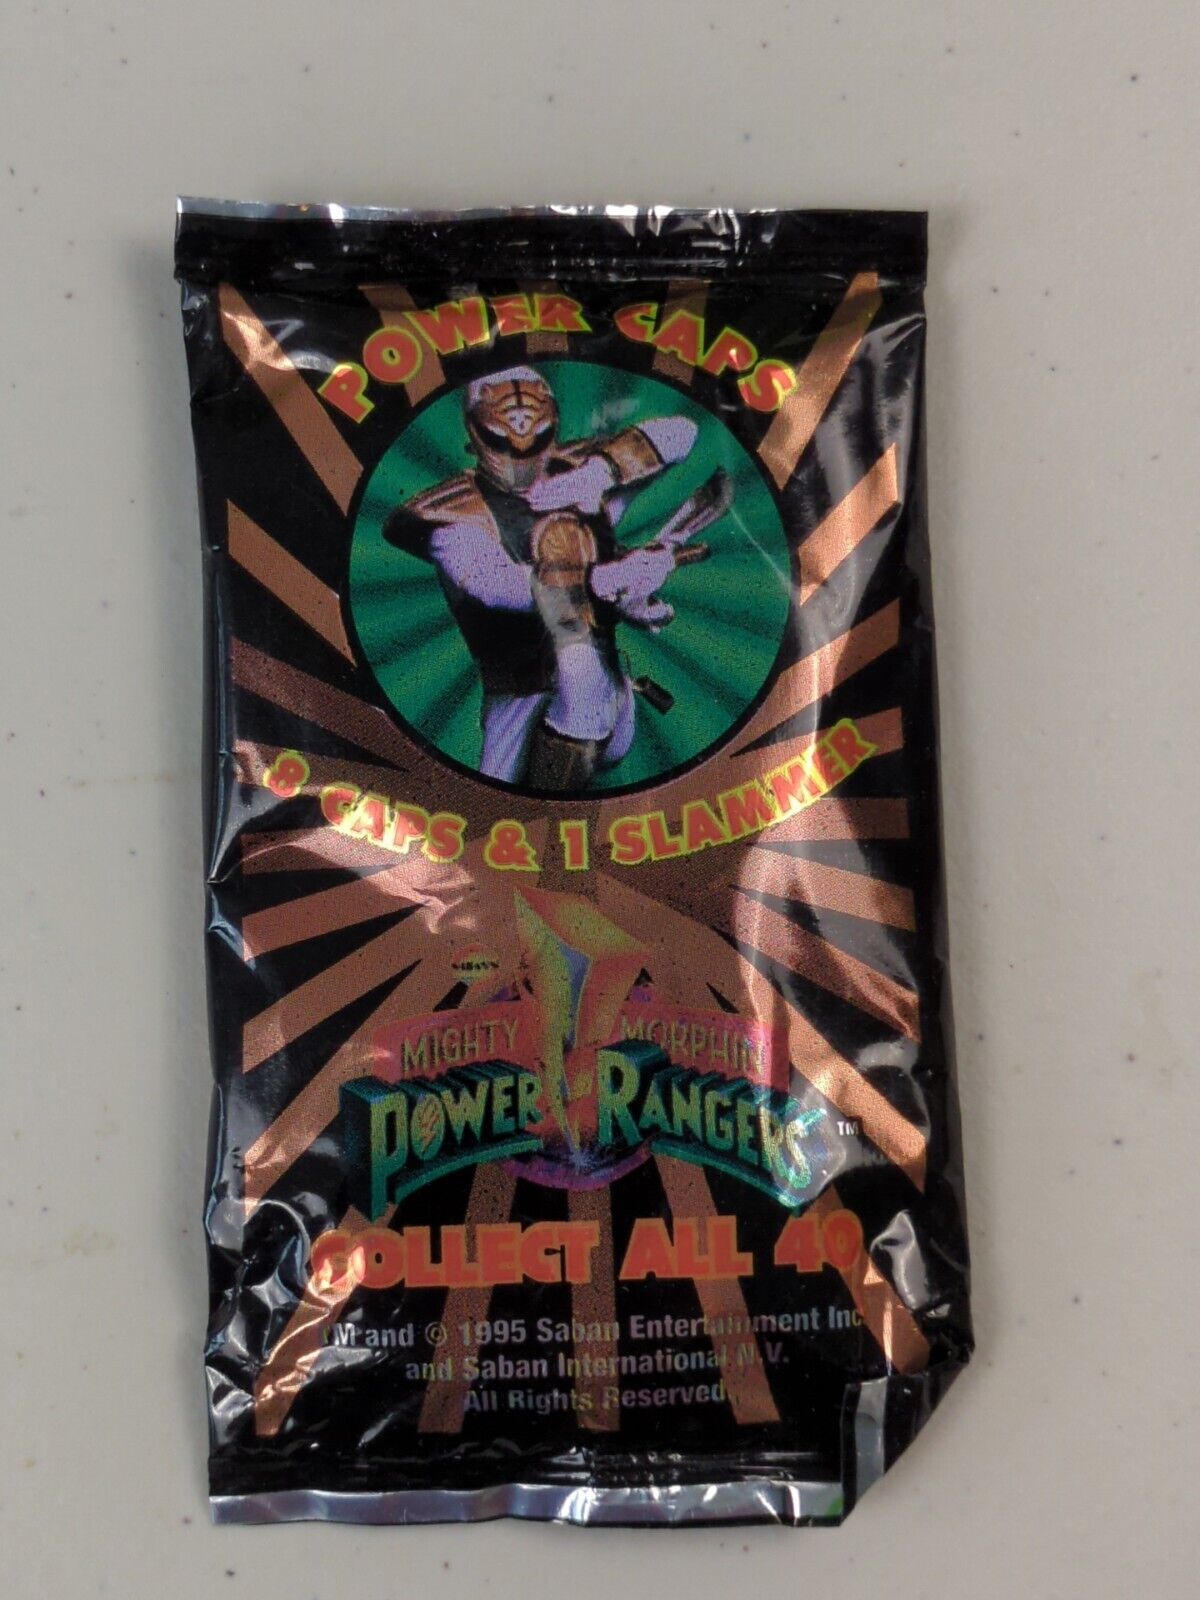 POWER CAPS
8 CAPS & 1 SLAMMER
SABAN'S
MIGHTY MORPHIN
POWER RANGERS TM
COLLECT ALL 40
TM and © 1995 Saban Entertainment Inc
and Saban International N.V.
All Rights Reserved.